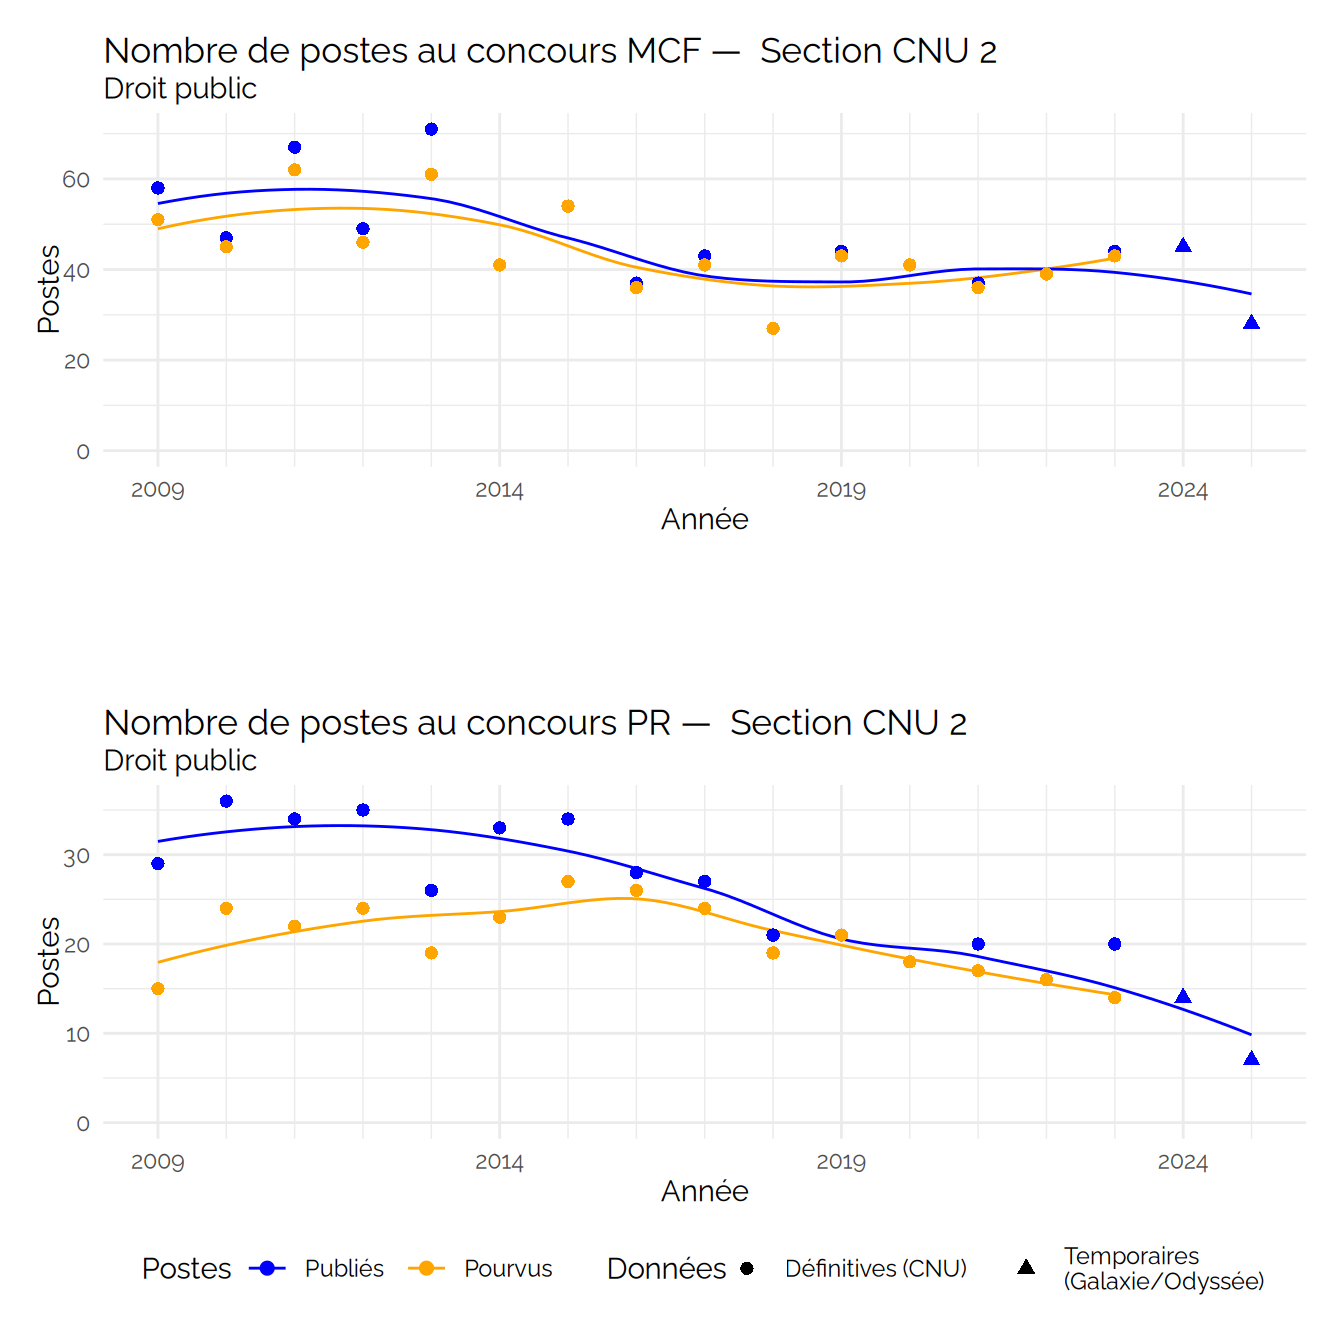 Nombre de postes au concours MCF —  Section CNU 2
Droit public
Postes
60
40
20
0
2009
2014
2019
2024
Année
Nombre de postes au concours PR —  Section CNU 2
Droit public
Postes
30
20
10
0
2009
2014
2019
2024
Année
Postes
Publiés
Pourvus
Données
Définitives (CNU)
Temporaires
(Galaxie/Odyssée)